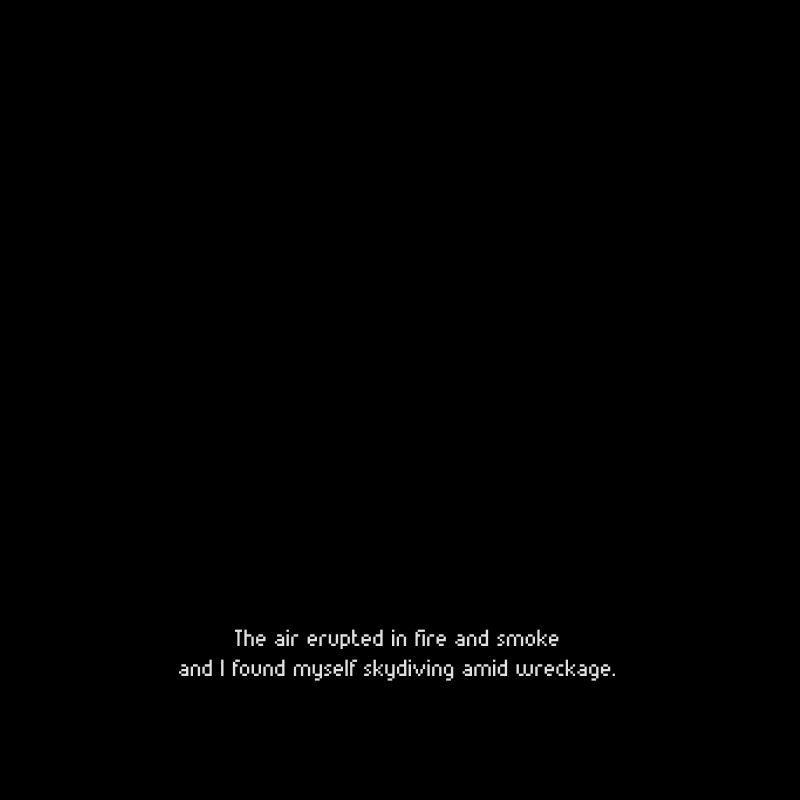 The air erupted in fire and smoke
and I found myself skydiving amid wreckage.